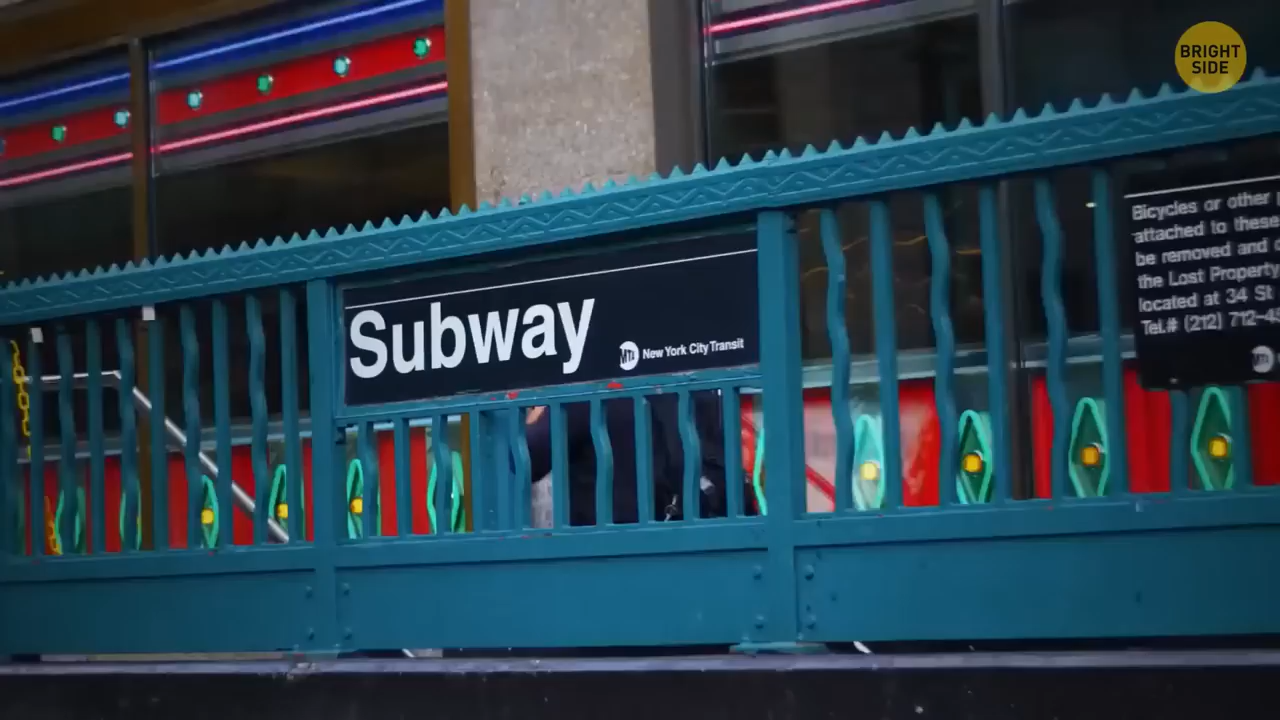 BRIGHT
SIDE
Subway
MTA New York City Transit
Bicycles or other
attached to these
be removed and
the Lost Property
located at 34 St
Tel.# (212) 712-45